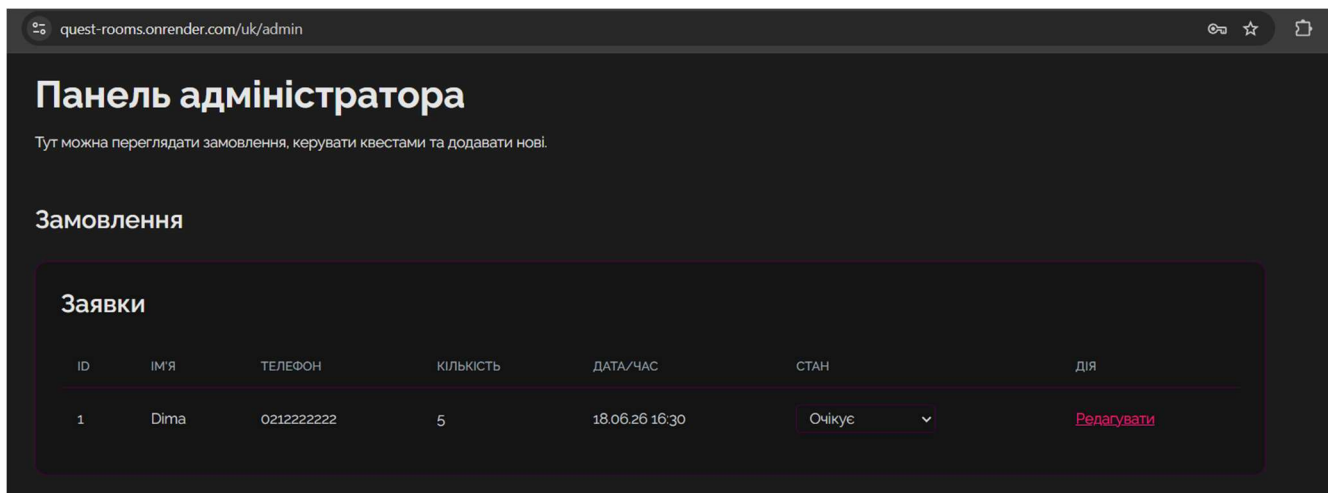 quest-rooms.onrender.com/uk/admin
Панель адміністратора
Тут можна переглядати замовлення, керувати квестами та додавати нові.
Замовлення
Заявки
ID ІМ'Я ТЕЛЕФОН КІЛЬКІСТЬ ДАТА/ЧАС СТАН ДІЯ
1 Dima 0212222222 5 18.06.26 16:30 Очікує Редагувати